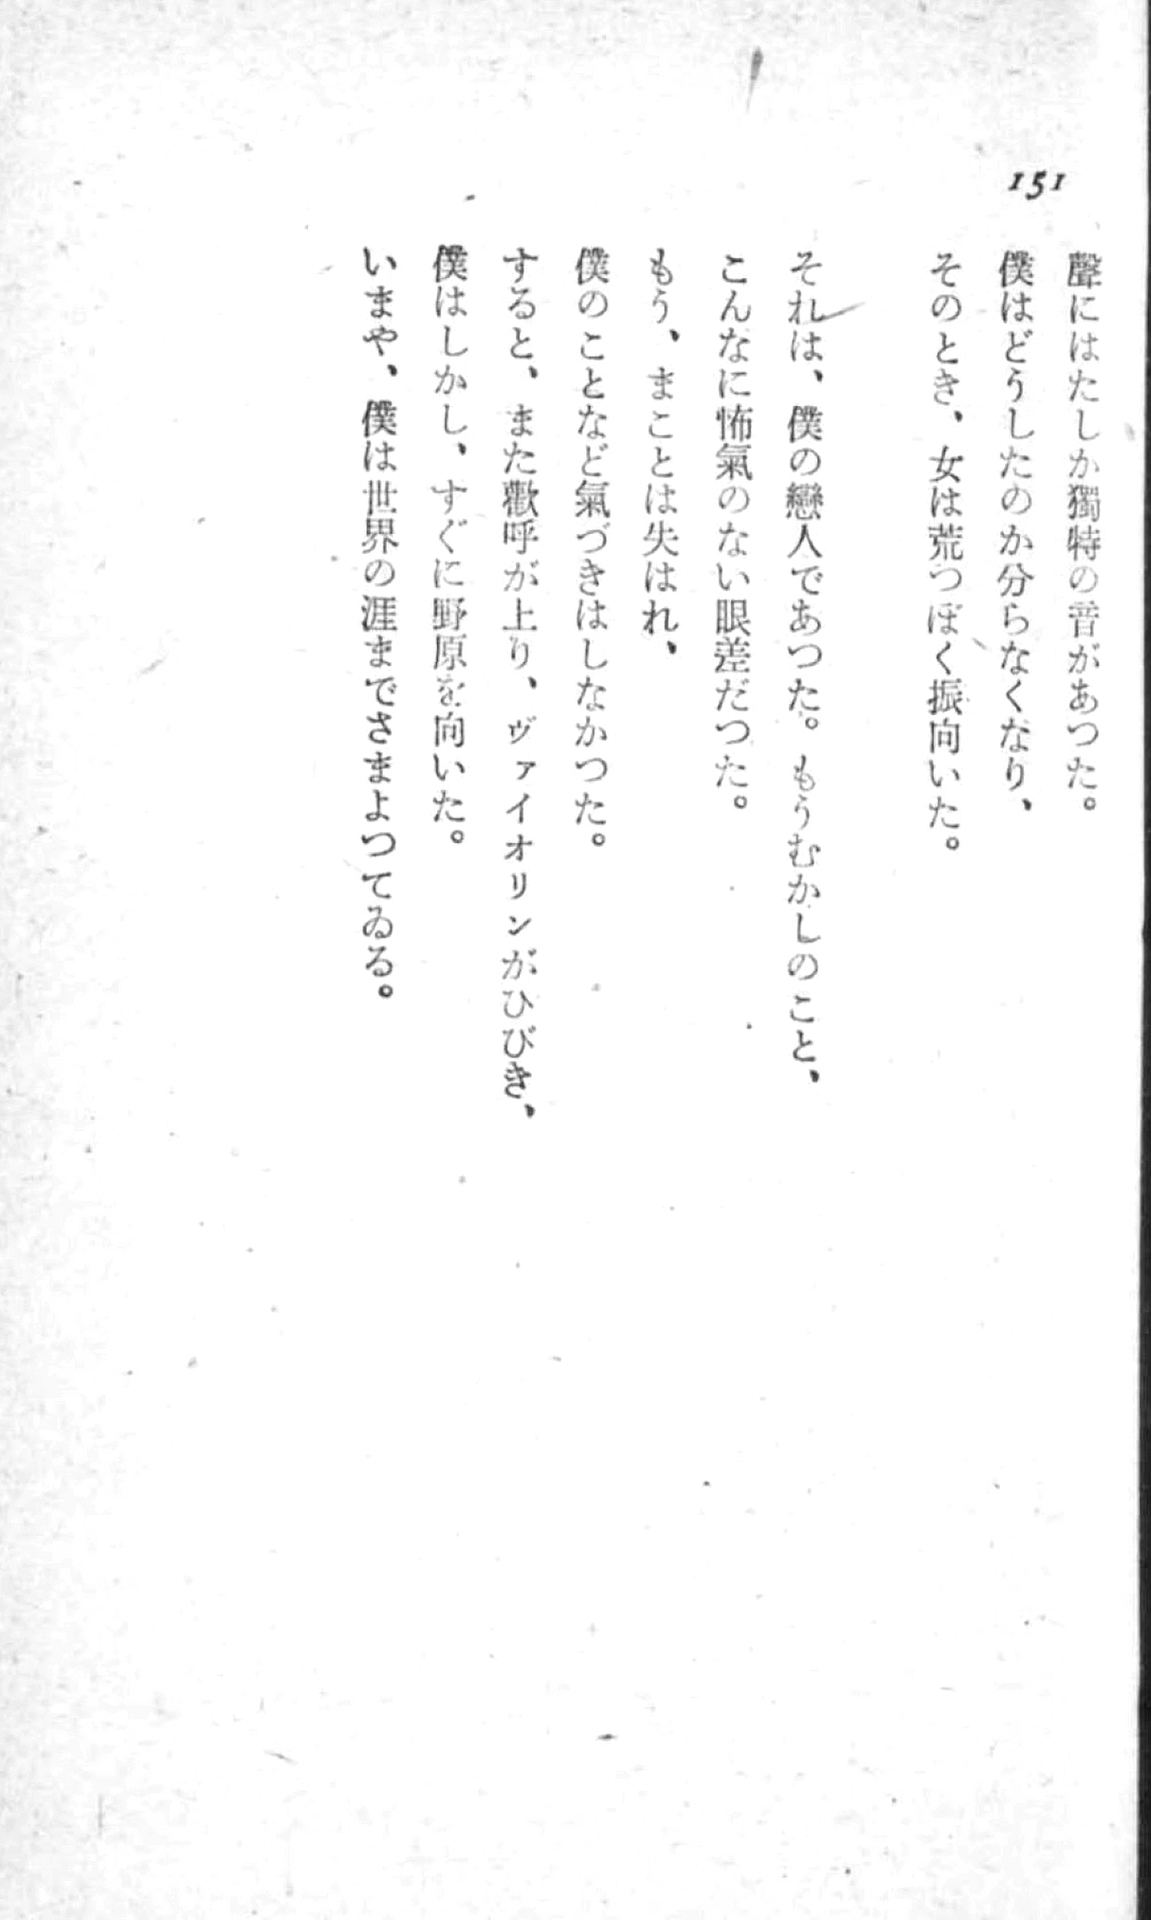 151
聲にはたしか獨特の音があつた。
僕はどうしたのか分らなくなり、
そのとき、女は荒つぽく振向いた。
それは、僕の戀人であつた。もうむかしのこと、
こんなに怖氣のない眼差だつた。
もう、まことは失はれ、
僕のことなど氣づきはしなかつた。
すると、また歡呼が上り、ヴァイオリンがひびき、
僕はしかし、すぐに野原を向いた。
いまや、僕は世界の涯までさまよつてゐる。